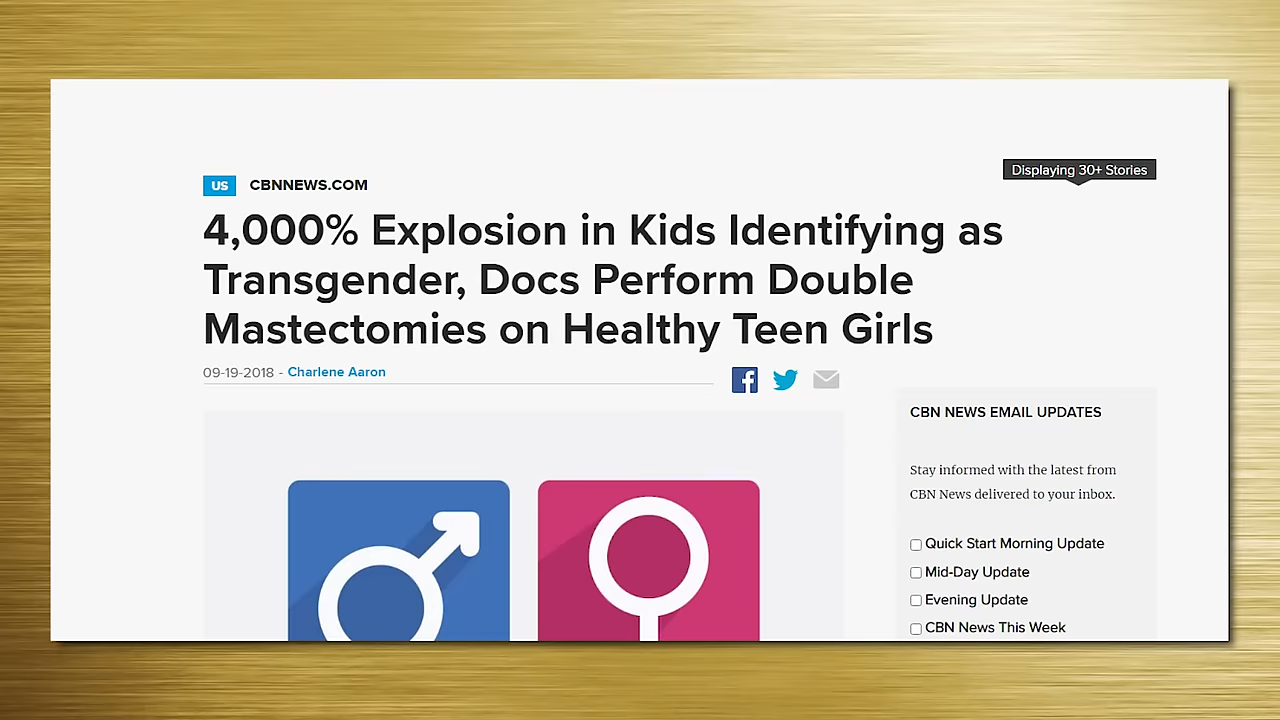 Displaying 30+ Stories
US CBNNEWS.COM
4,000% Explosion in Kids Identifying as
Transgender, Docs Perform Double
Mastectomies on Healthy Teen Girls
09-19-2018 - Charlene Aaron
CBN NEWS EMAIL UPDATES
Stay informed with the latest from
CBN News delivered to your inbox.
Quick Start Morning Update
Mid-Day Update
Evening Update
CBN News This Week